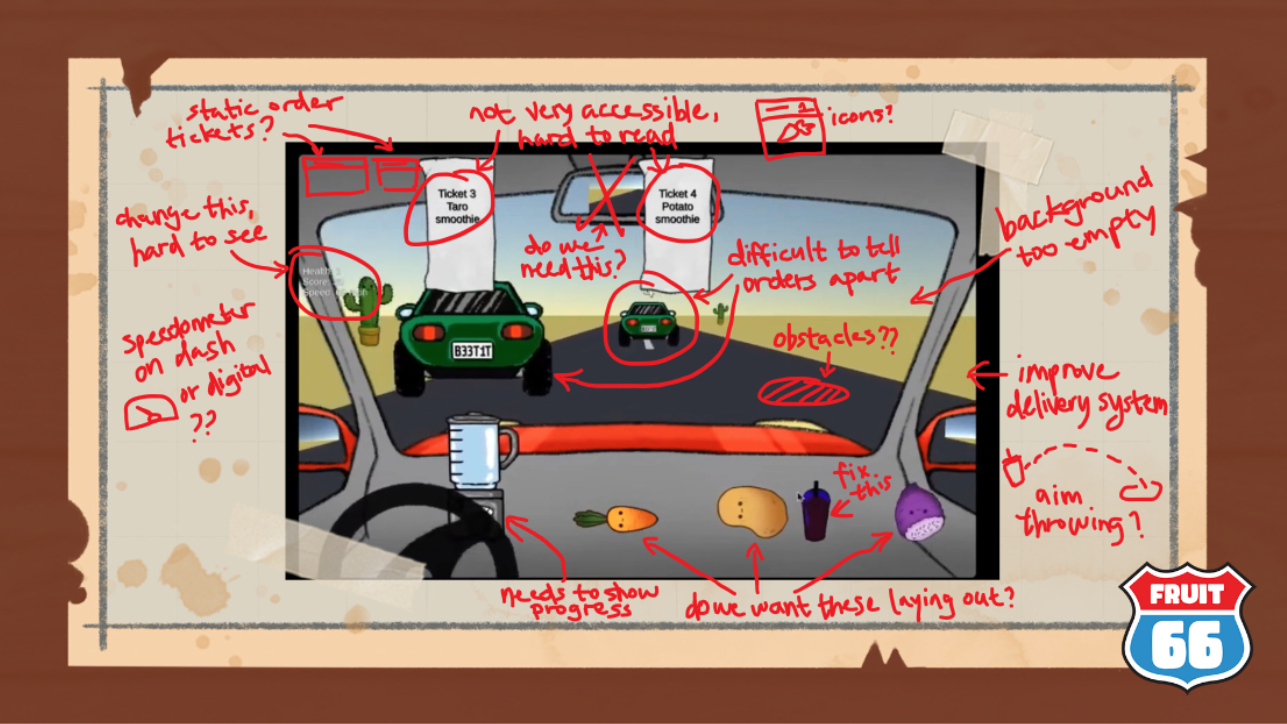 static order
tickets?
not very accessible,
hard to read
icons?
change this,
hard to see
Ticket 3
Taro
smoothie
Ticket 4
Potato
smoothie
background
too empty
do we
need this?
difficult to tell
orders apart
Health:
Score:
Speed:
speedometer
on dash
or digital
??
B33T1T
obstacles??
improve
delivery system
fix
this
aim
throwing?
needs to show
progress
do we want these laying out?
FRUIT
66